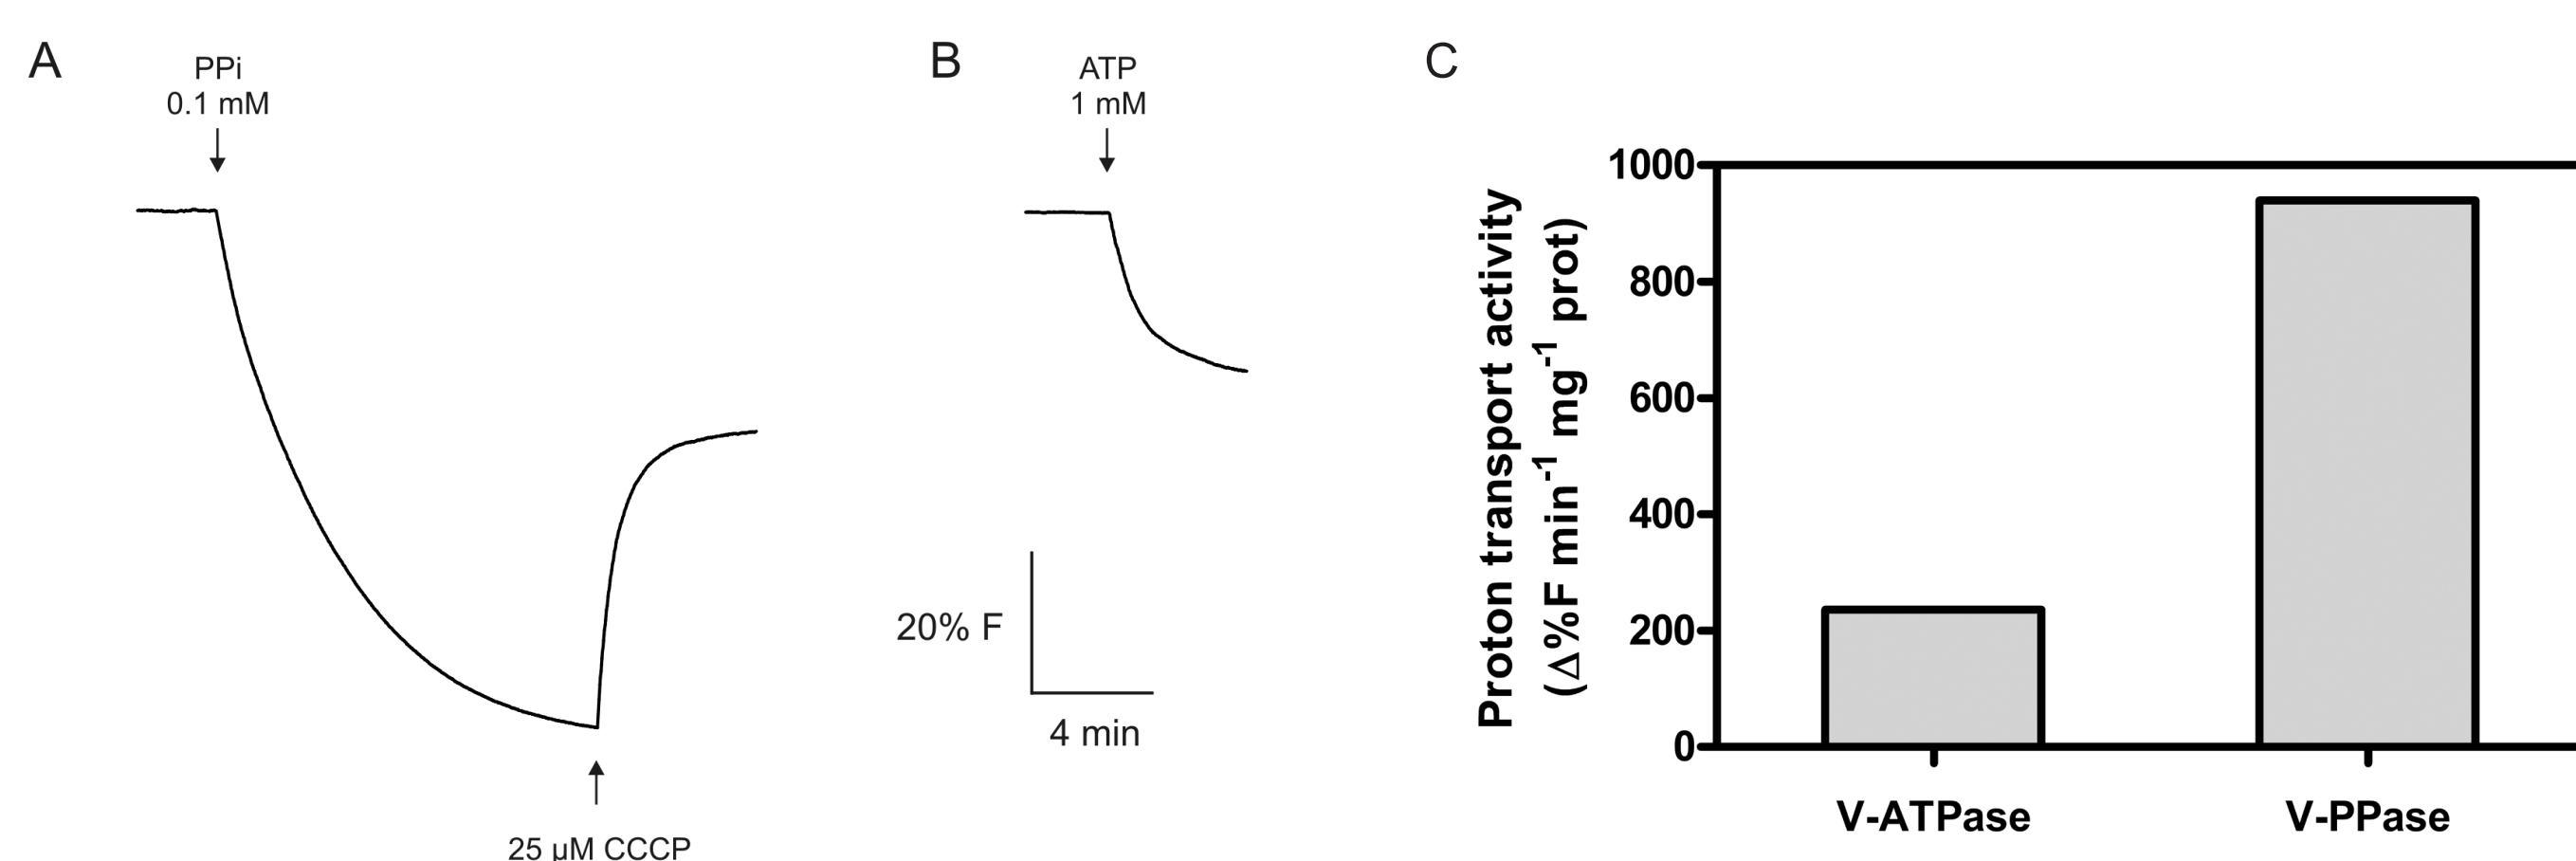 A
PPi
0.1 mM
25 µM CCCP
B
ATP
1 mM
20% F
4 min
C
Proton transport activity
(Δ%F min⁻¹ mg⁻¹ prot)
1000
800
600
400
200
0
V-ATPase
V-PPase